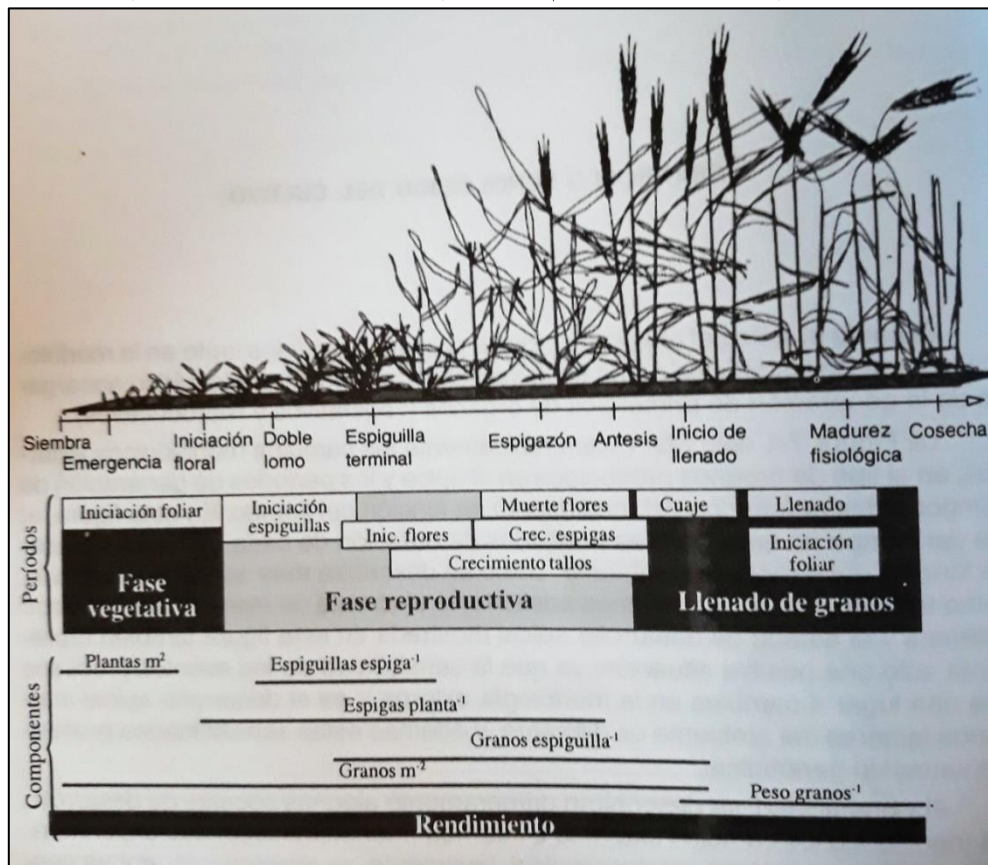 Siembra
Emergencia
Iniciación
floral
Doble
lomo
Espiguilla
terminal
Espigazón
Antesis
Inicio de
llenado
Madurez
fisiológica
Cosecha
Períodos
Iniciación foliar
Iniciación
espiguillas
Muerte flores
Cuaje
Llenado
Inic. flores
Crec. espigas
Iniciación
foliar
Crecimiento tallos
Fase
vegetativa
Fase reproductiva
Llenado de granos
Componentes
Plantas m²
Espiguillas espiga⁻¹
Espigas planta⁻¹
Granos espiguilla⁻¹
Granos m⁻²
Peso granos⁻¹
Rendimiento